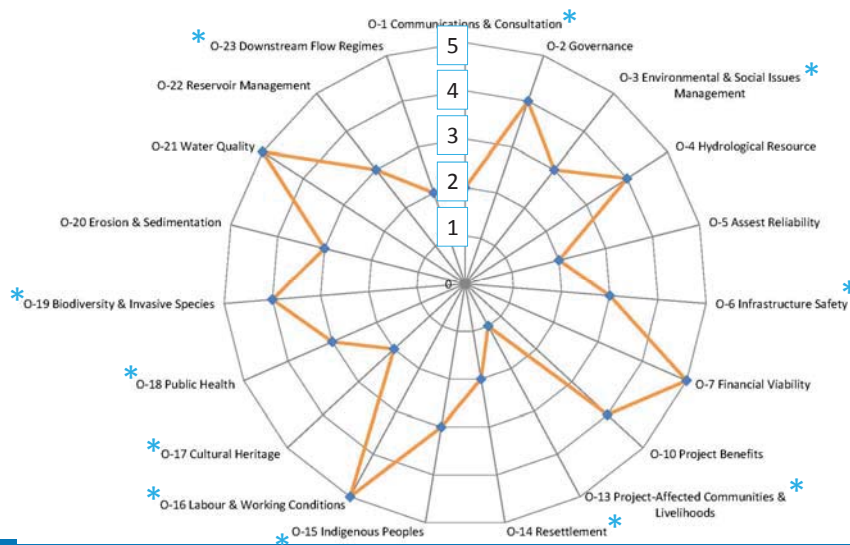 O-1 Communications & Consultation *
* O-23 Downstream Flow Regimes
5
O-2 Governance
O-22 Reservoir Management
4
O-3 Environmental & Social Issues *
Management
O-21 Water Quality
3
O-4 Hydrological Resource
2
O-20 Erosion & Sedimentation
1
O-5 Assest Reliability
0
*O-19 Biodiversity & Invasive Species
O-6 Infrastructure Safety *
* O-18 Public Health
O-7 Financial Viability
* O-17 Cultural Heritage
O-10 Project Benefits
* O-16 Labour & Working Conditions
O-13 Project-Affected Communities & *
Livelihoods
* O-15 Indigenous Peoples
O-14 Resettlement *